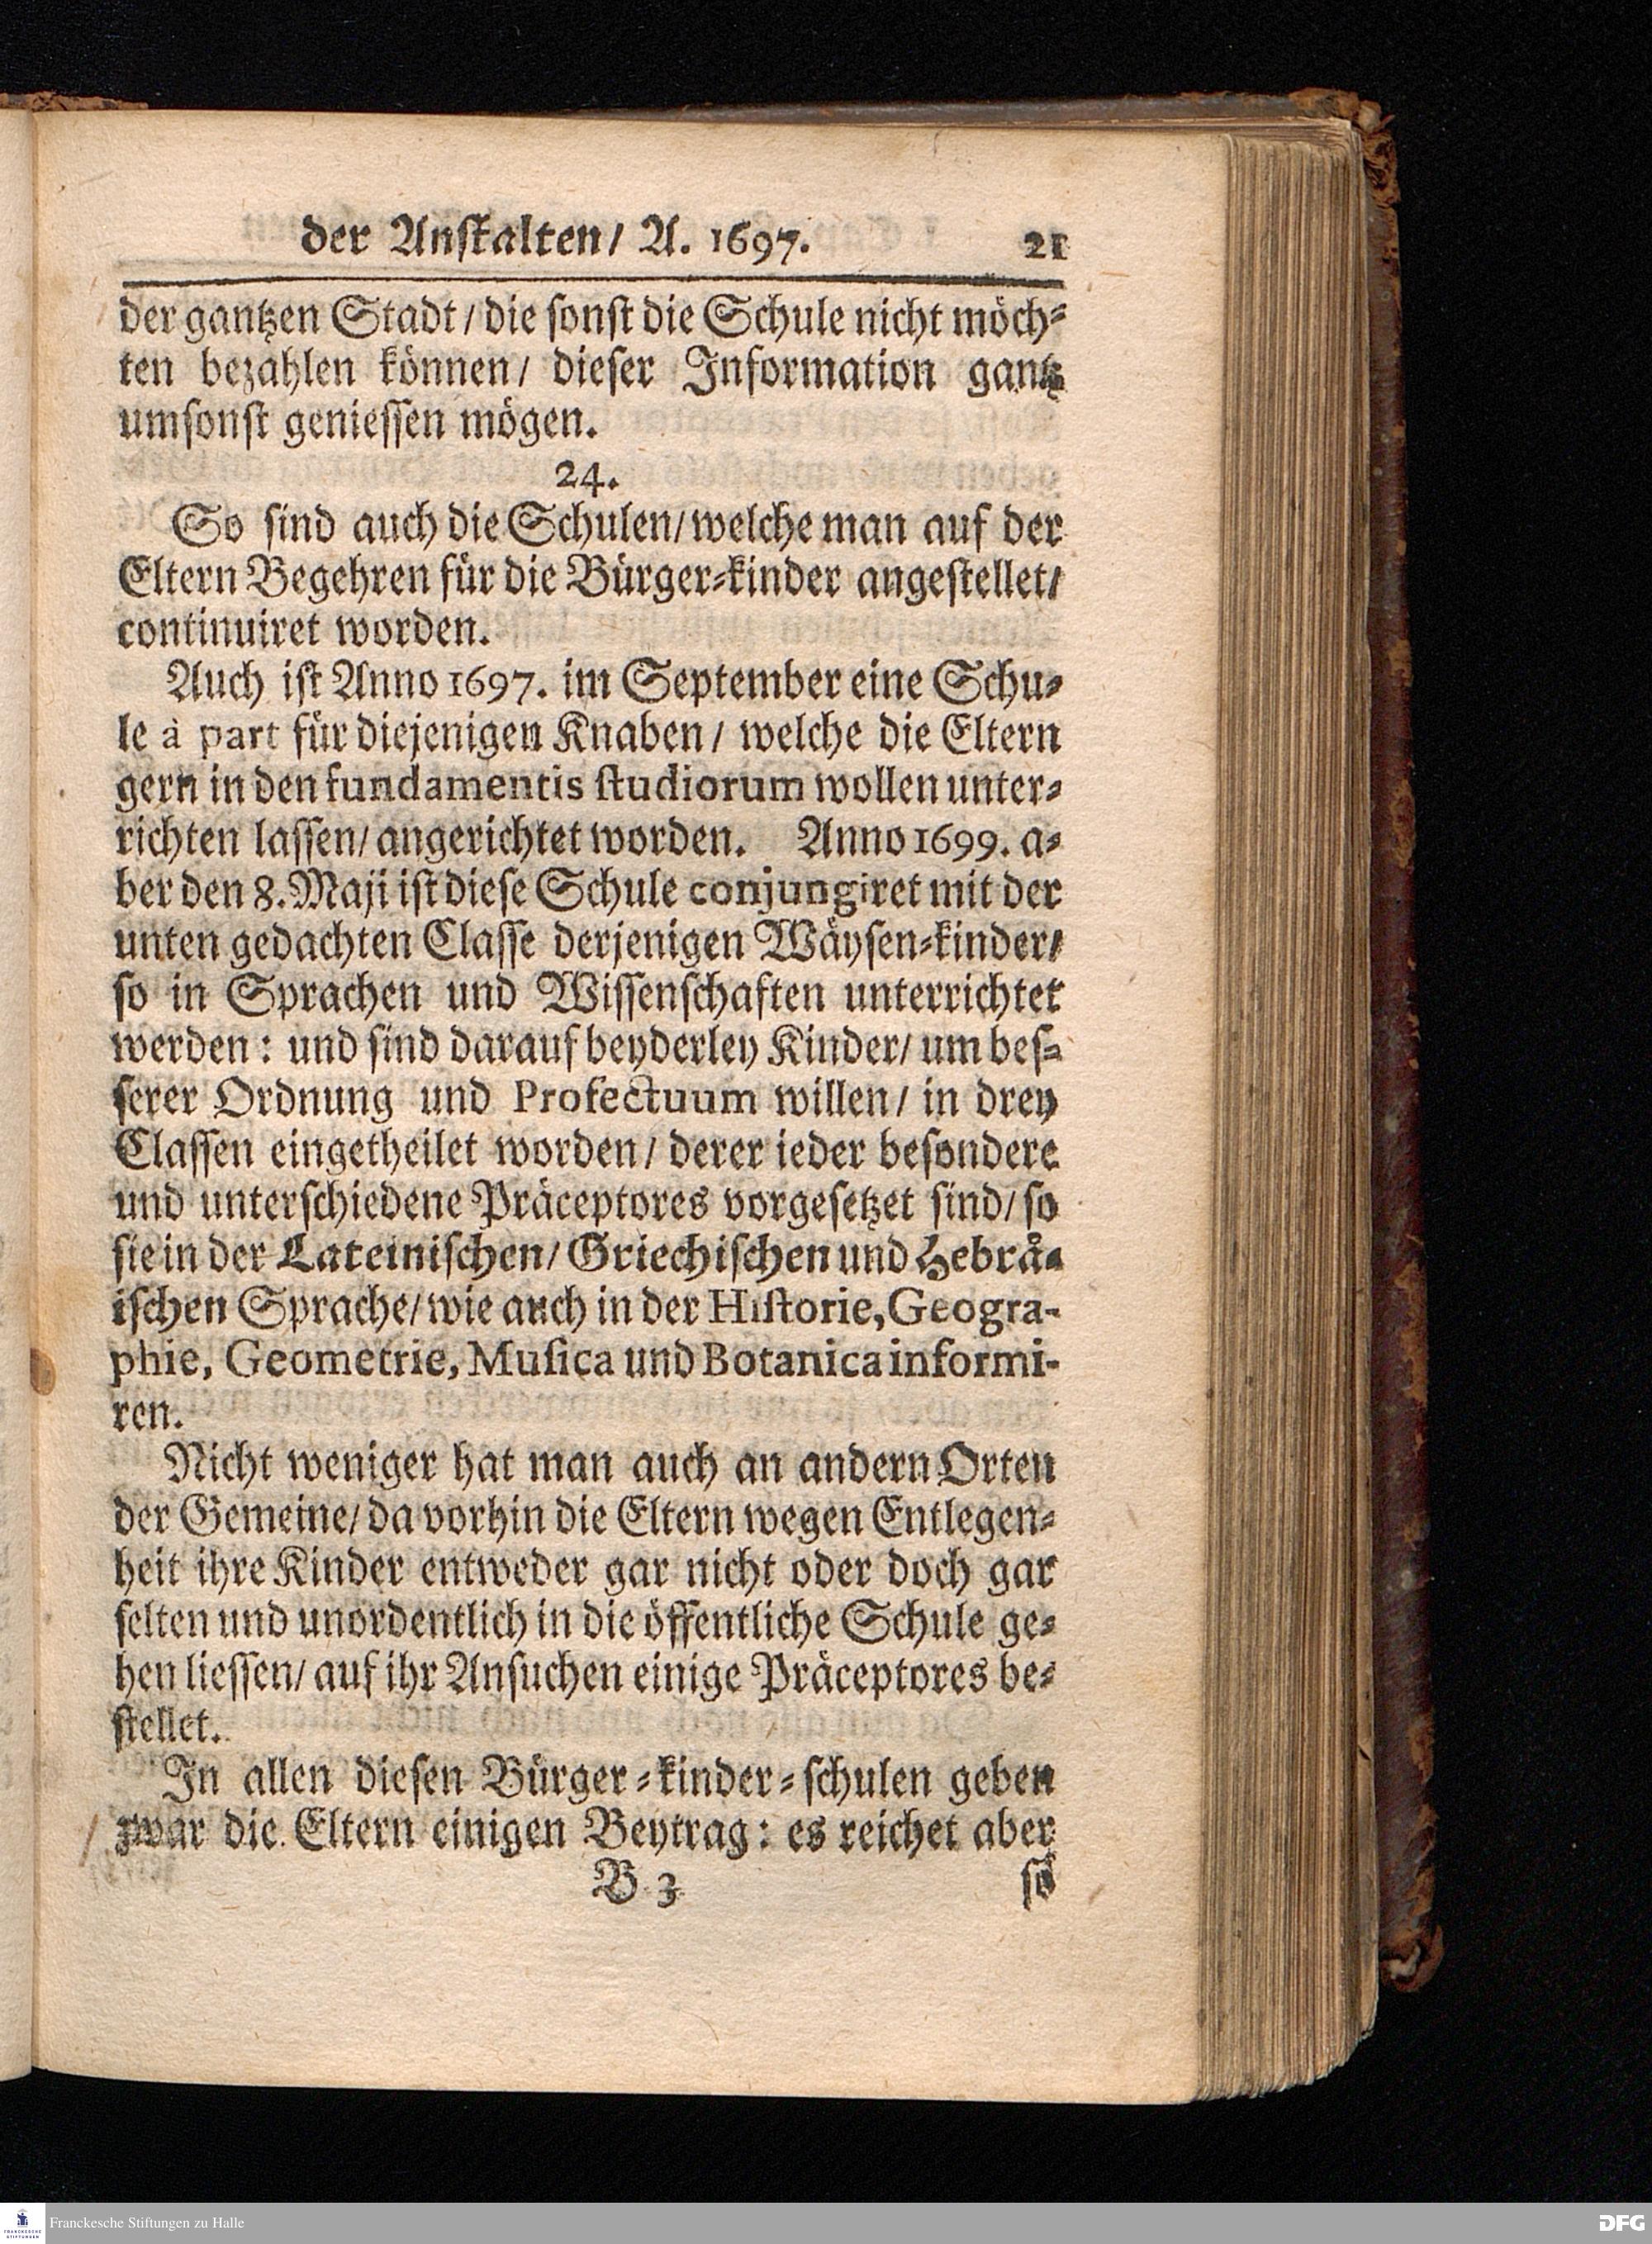 der Anstalten/ A. 1697. 21
der gantzen Stadt/ die sonst die Schule nicht möch-
ten bezahlen können/ dieser Information gantz
umsonst geniessen mögen.
24.
So sind auch die Schulen/ welche man auf der
Eltern Begehren für die Bürger-kinder angestellet/
continuiret worden.
Auch ist Anno 1697. im September eine Schu-
le à part für diejenigen Knaben/ welche die Eltern
gern in den fundamentis studiorum wollen unter-
richten lassen/ angerichtet worden. Anno 1699. a-
ber den 8. Maji ist diese Schule conjungiret mit der
unten gedachten Classe derjenigen Wäysen-kinder/
so in Sprachen und Wissenschaften unterrichtet
werden: und sind darauf beyderley Kinder/ um bes-
serer Ordnung und Profectuum willen/ in drey
Classen eingetheilet worden/ derer ieder besondere
und unterschiedene Präceptores vorgesetzet sind/ so
sie in der Lateinischen/ Griechischen und Hebrä-
ischen Sprache/ wie auch in der Historie, Geogra-
phie, Geometrie, Musica und Botanica informi-
ren.
Nicht weniger hat man auch an andern Orten
der Gemeine/ da vorhin die Eltern wegen Entlegen-
heit ihre Kinder entweder gar nicht oder doch gar
selten und unordentlich in die öffentliche Schule ge-
hen liessen/ auf ihr Ansuchen einige Präceptores be-
stellet.
In allen diesen Bürger-kinder-schulen geben
zwar die Eltern einigen Beytrag: es reichet aber
B 3 so
FRANCKESCHE
STIFTUNGEN
Franckesche Stiftungen zu Halle
DFG